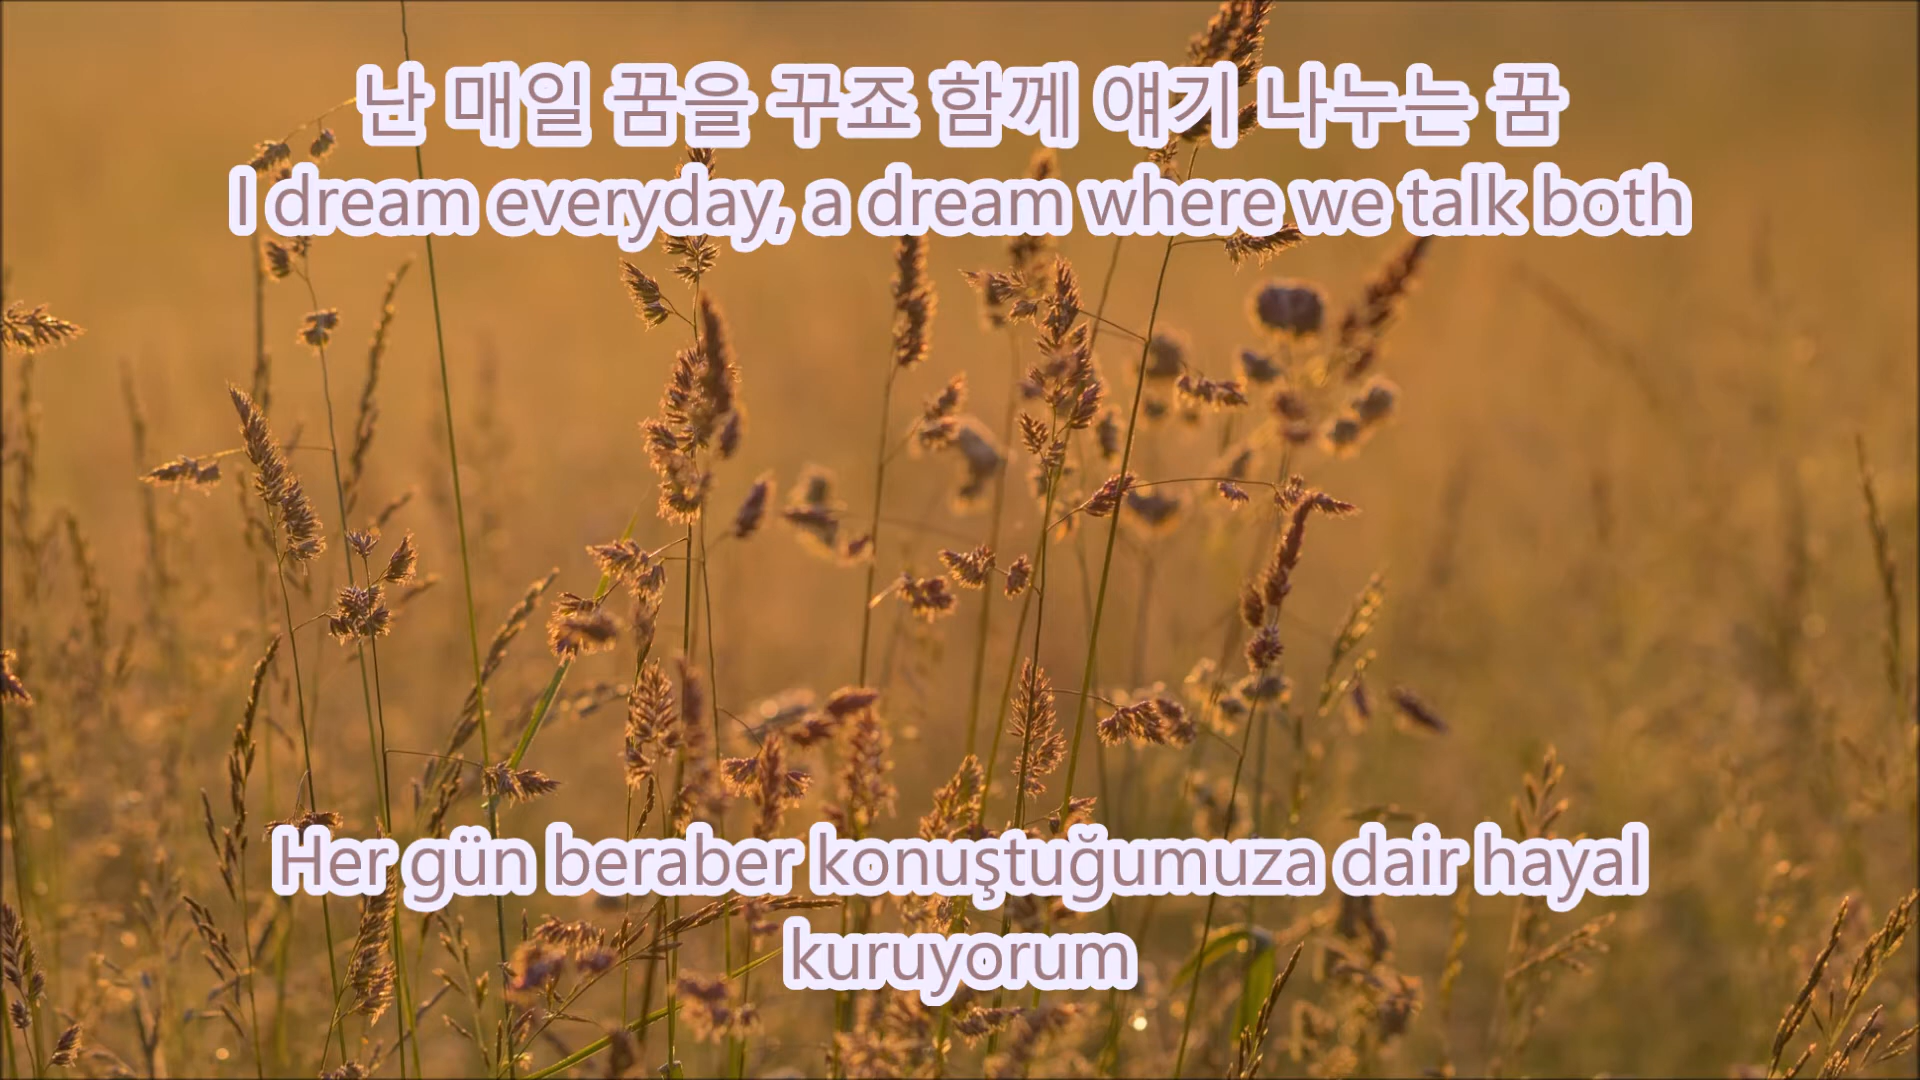 난 매일 꿈을 꾸죠 함께 얘기 나누는 꿈
I dream everyday, a dream where we talk both
Her gün beraber konuştuğumuza dair hayal
kuruyorum